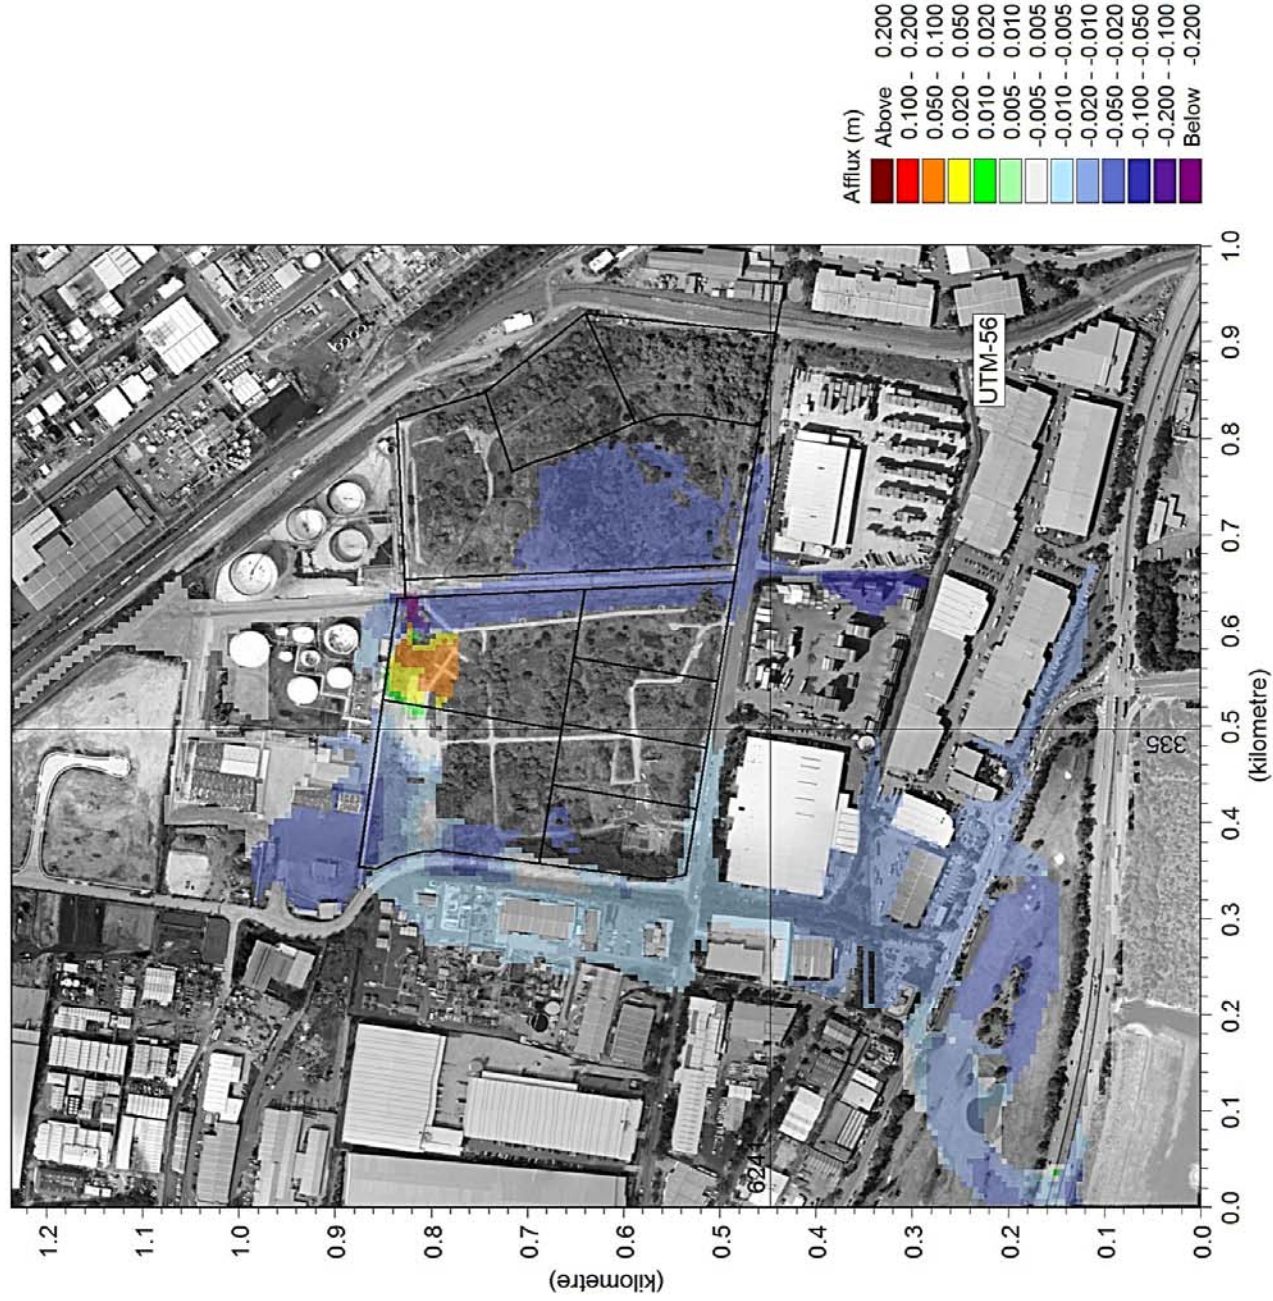 Afflux (m)
Above 0.200
0.100 - 0.200
0.050 - 0.100
0.020 - 0.050
0.010 - 0.020
0.005 - 0.010
-0.005 - 0.005
-0.010 - -0.005
-0.020 - -0.010
-0.050 - -0.020
-0.100 - -0.050
-0.200 - -0.100
Below -0.200
UTM-56
335
624
1.2
1.1
1.0
0.9
0.8
0.7
0.6
0.5
0.4
0.3
0.2
0.1
0.0
(kilometre)
0.0
0.1
0.2
0.3
0.4
0.5
0.6
0.7
0.8
0.9
1.0
(kilometre)